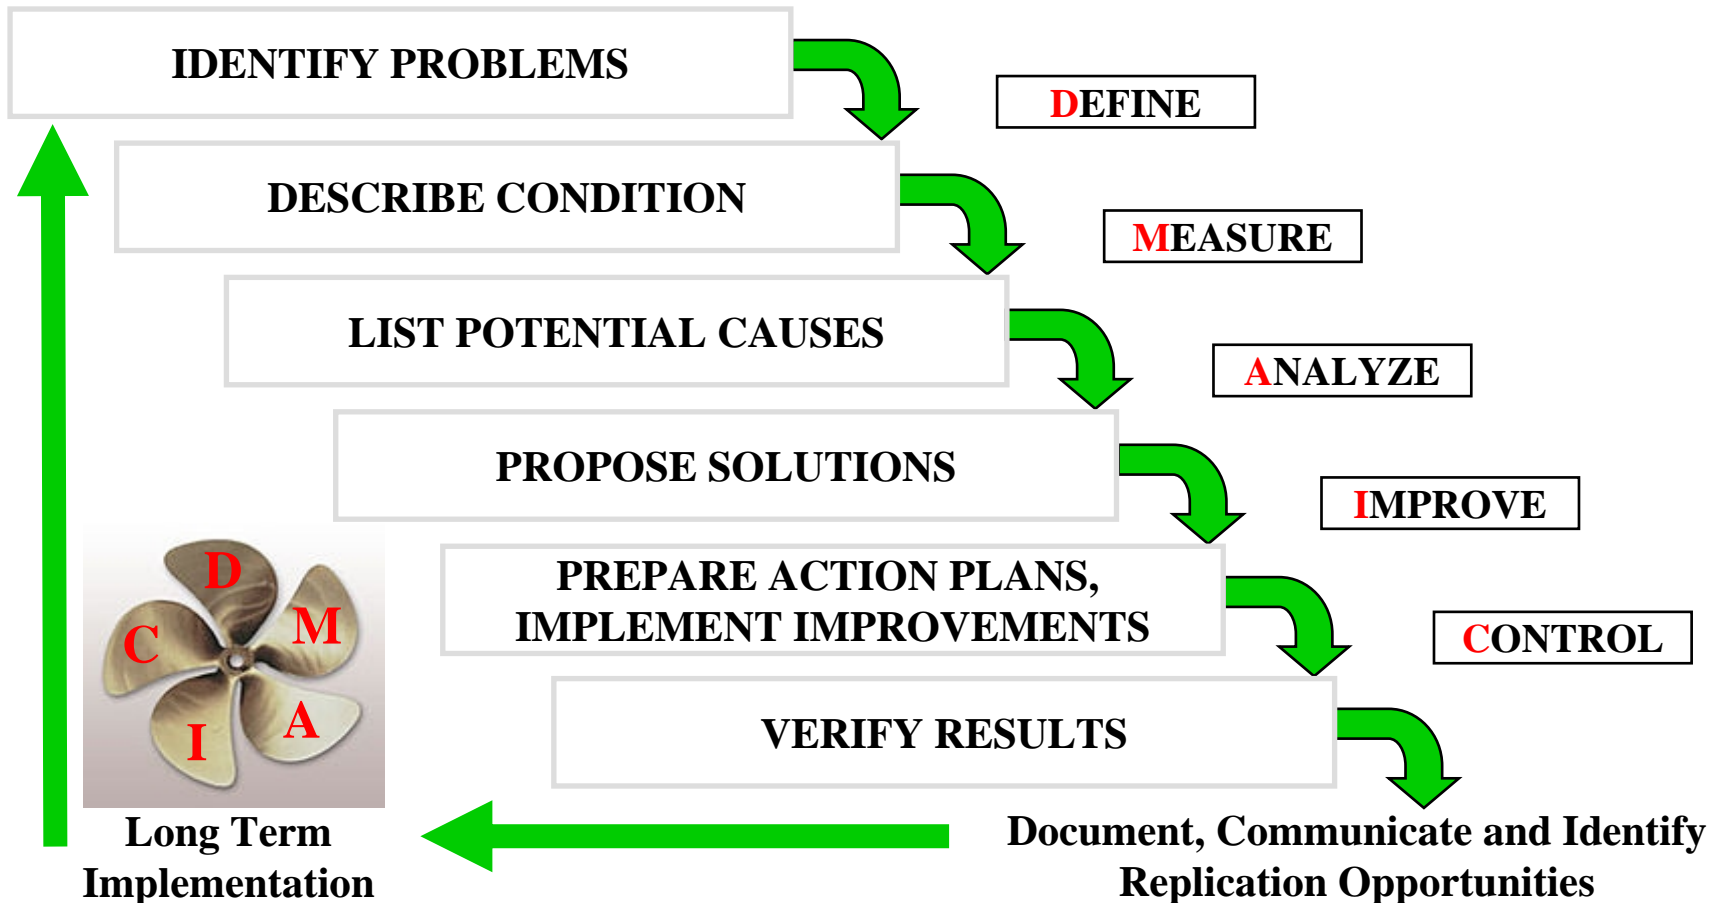 IDENTIFY PROBLEMS
DEFINE
DESCRIBE CONDITION
MEASURE
LIST POTENTIAL CAUSES
ANALYZE
PROPOSE SOLUTIONS
IMPROVE
PREPARE ACTION PLANS,
IMPLEMENT IMPROVEMENTS
CONTROL
VERIFY RESULTS
D
M
A
I
C
Document, Communicate and Identify
Replication Opportunities
Long Term
Implementation